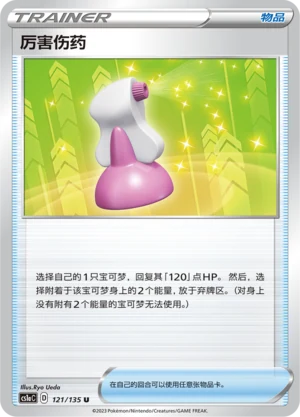 TRAINER
物品
厉害伤药
选择自己的1只宝可梦，回复其「120」点HP。然后，选
择附着于该宝可梦身上的2个能量，放于弃牌区。（对身上
没有附有2个能量的宝可梦无法使用。）
Illus.Ryo Ueda
CS1aC D 121/135 U
在自己的回合可以使用任意张物品卡。
©2023 Pokémon/Nintendo/Creatures/GAME FREAK.